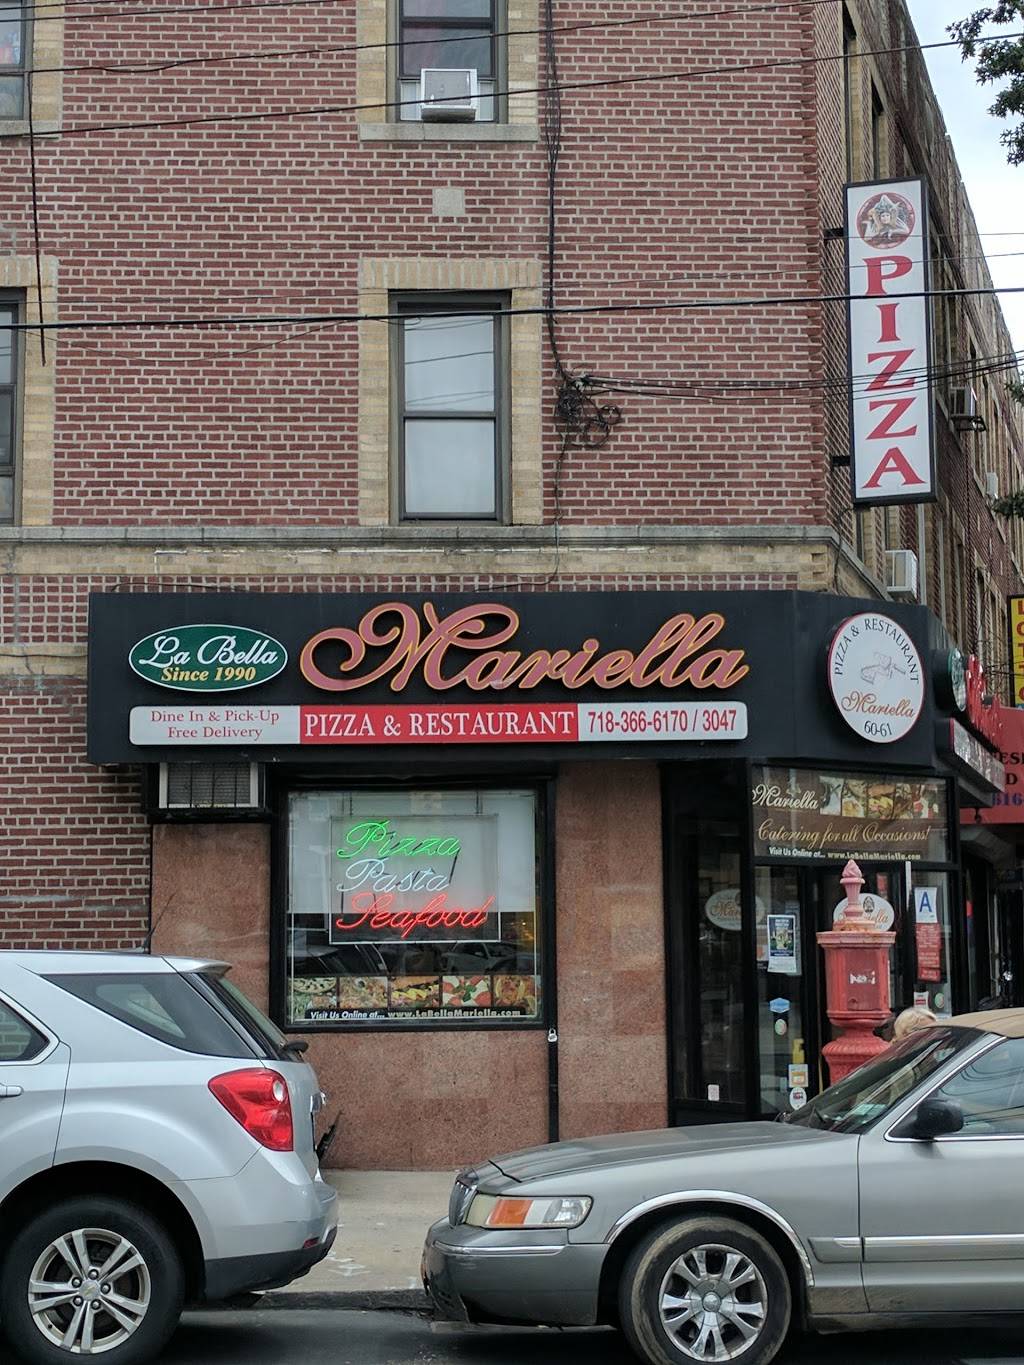 PIZZA
La Bella
Since 1990
Mariella
Dine In & Pick-Up
Free Delivery
PIZZA & RESTAURANT
718-366-6170 / 3047
PIZZA & RESTAURANT
Mariella
60-61
Mariella
Catering for all Occasions!
Visit Us Online at... www.LaBellaMariella.com
Pizza
Pasta
Seafood
Visit Us Online at... www.LaBellaMariella.com
A